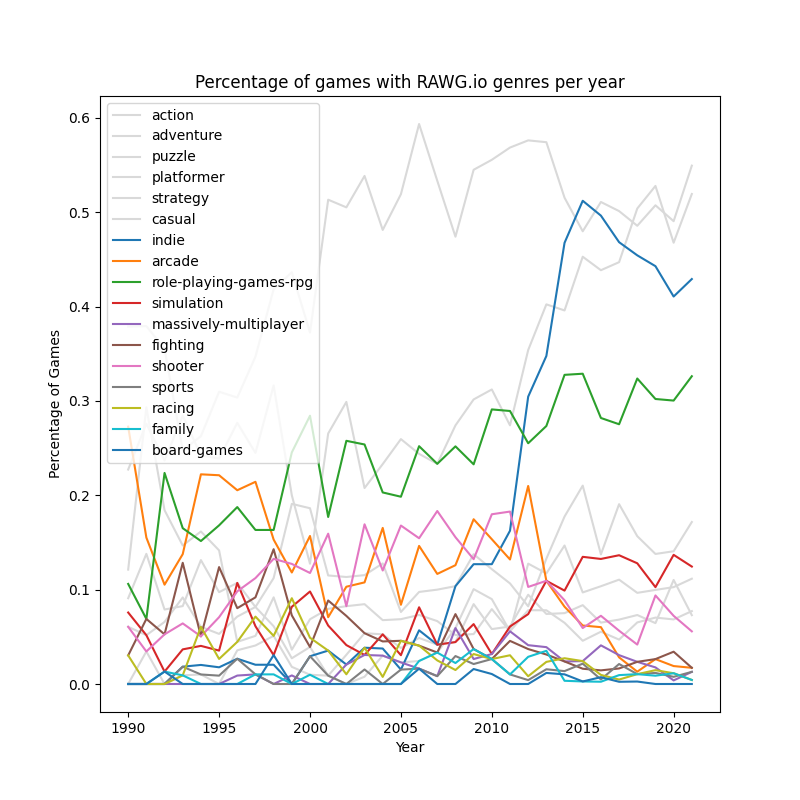 Percentage of games with RAWG.io genres per year
action
adventure
puzzle
platformer
strategy
casual
indie
arcade
role-playing-games-rpg
simulation
massively-multiplayer
fighting
shooter
sports
racing
family
board-games
0.6
0.5
0.4
0.3
0.2
0.1
0.0
Percentage of Games
1990
1995
2000
2005
2010
2015
2020
Year